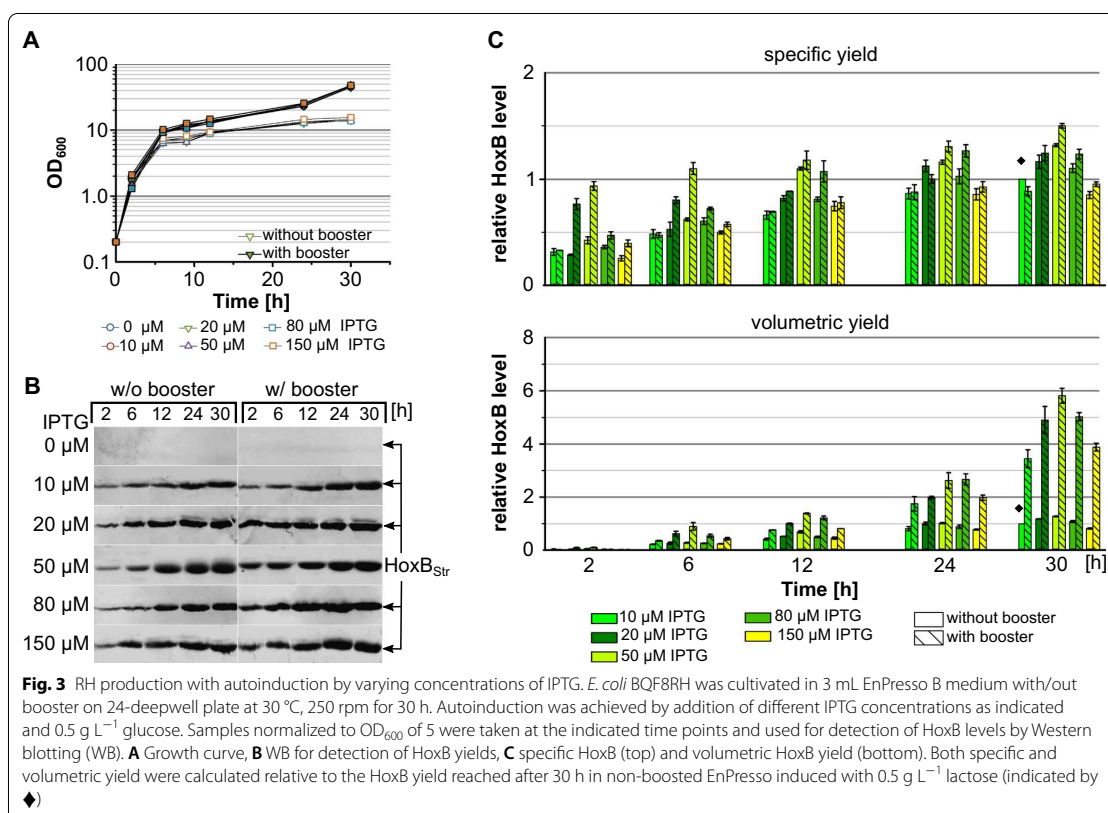 A
100
10
1.0
0.1
OD600
without booster
with booster
0 10 20 30
Time [h]
0 µM 20 µM 80 µM IPTG
10 µM 50 µM 150 µM IPTG
B
w/o booster w/ booster
IPTG 2 6 12 24 30 2 6 12 24 30 [h]
0 µM
10 µM
20 µM
50 µM HoxBStr
80 µM
150 µM
C
specific yield
2
1
0
relative HoxB level
♦
volumetric yield
8
6
4
2
0
relative HoxB level
♦
2 6 12 24 30 [h]
Time [h]
10 µM IPTG 80 µM IPTG without booster
20 µM IPTG 150 µM IPTG with booster
50 µM IPTG
Fig. 3 RH production with autoinduction by varying concentrations of IPTG. E. coli BQF8RH was cultivated in 3 mL EnPresso B medium with/out
booster on 24-deepwell plate at 30 °C, 250 rpm for 30 h. Autoinduction was achieved by addition of different IPTG concentrations as indicated
and 0.5 g L−1 glucose. Samples normalized to OD600 of 5 were taken at the indicated time points and used for detection of HoxB levels by Western
blotting (WB). A Growth curve, B WB for detection of HoxB yields, C specific HoxB (top) and volumetric HoxB yield (bottom). Both specific and
volumetric yield were calculated relative to the HoxB yield reached after 30 h in non-boosted EnPresso induced with 0.5 g L−1 lactose (indicated by
♦)